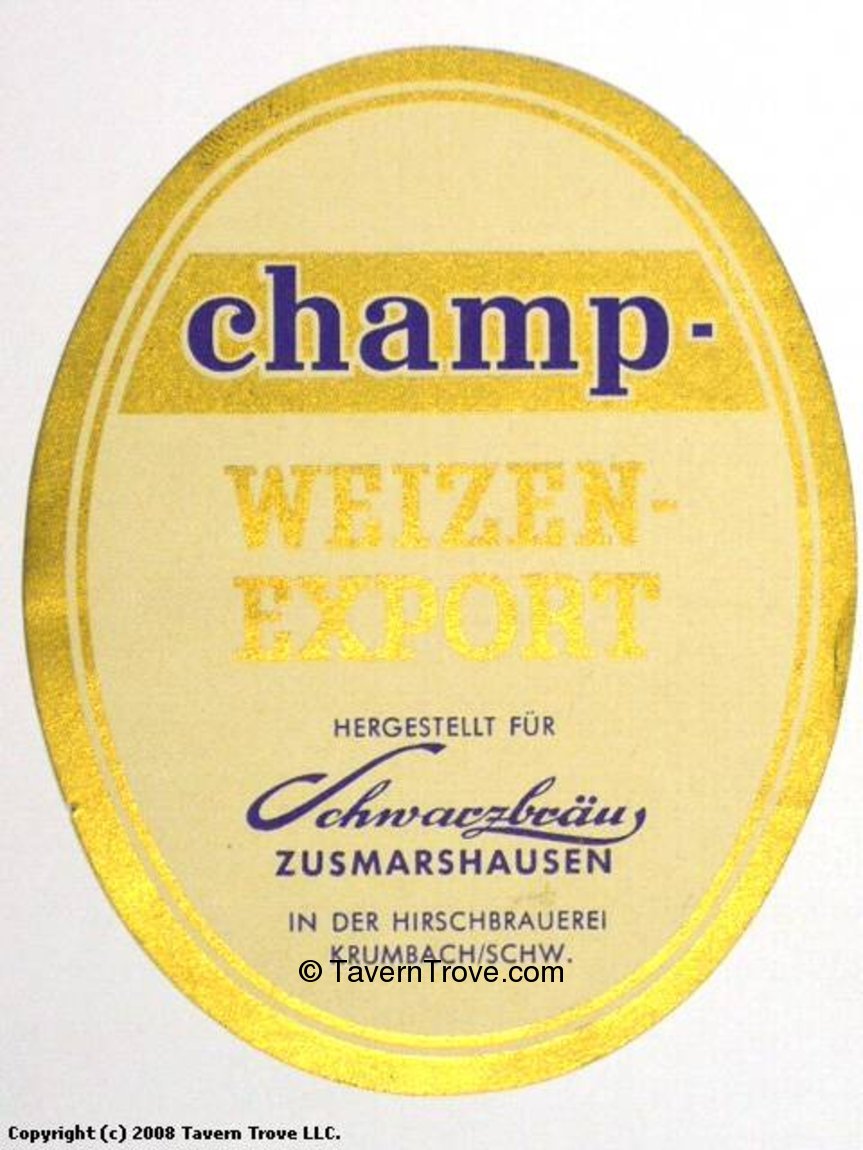 champ-
WEIZEN-
EXPORT
HERGESTELLT FÜR
Schwarzbräu
ZUSMARSHAUSEN
IN DER HIRSCHBRAUEREI
KRUMBACH/SCHW.
© TavernTrove.com
Copyright (c) 2008 Tavern Trove LLC.